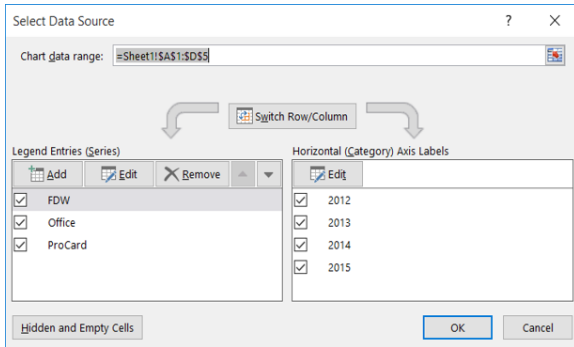 Select Data Source
? 
Chart data range: =Sheet1!$A$1:$D$5
Switch Row/Column
Legend Entries (Series)
Add Edit Remove
FDW
Office
ProCard
Horizontal (Category) Axis Labels
Edit
2012
2013
2014
2015
Hidden and Empty Cells
OK Cancel